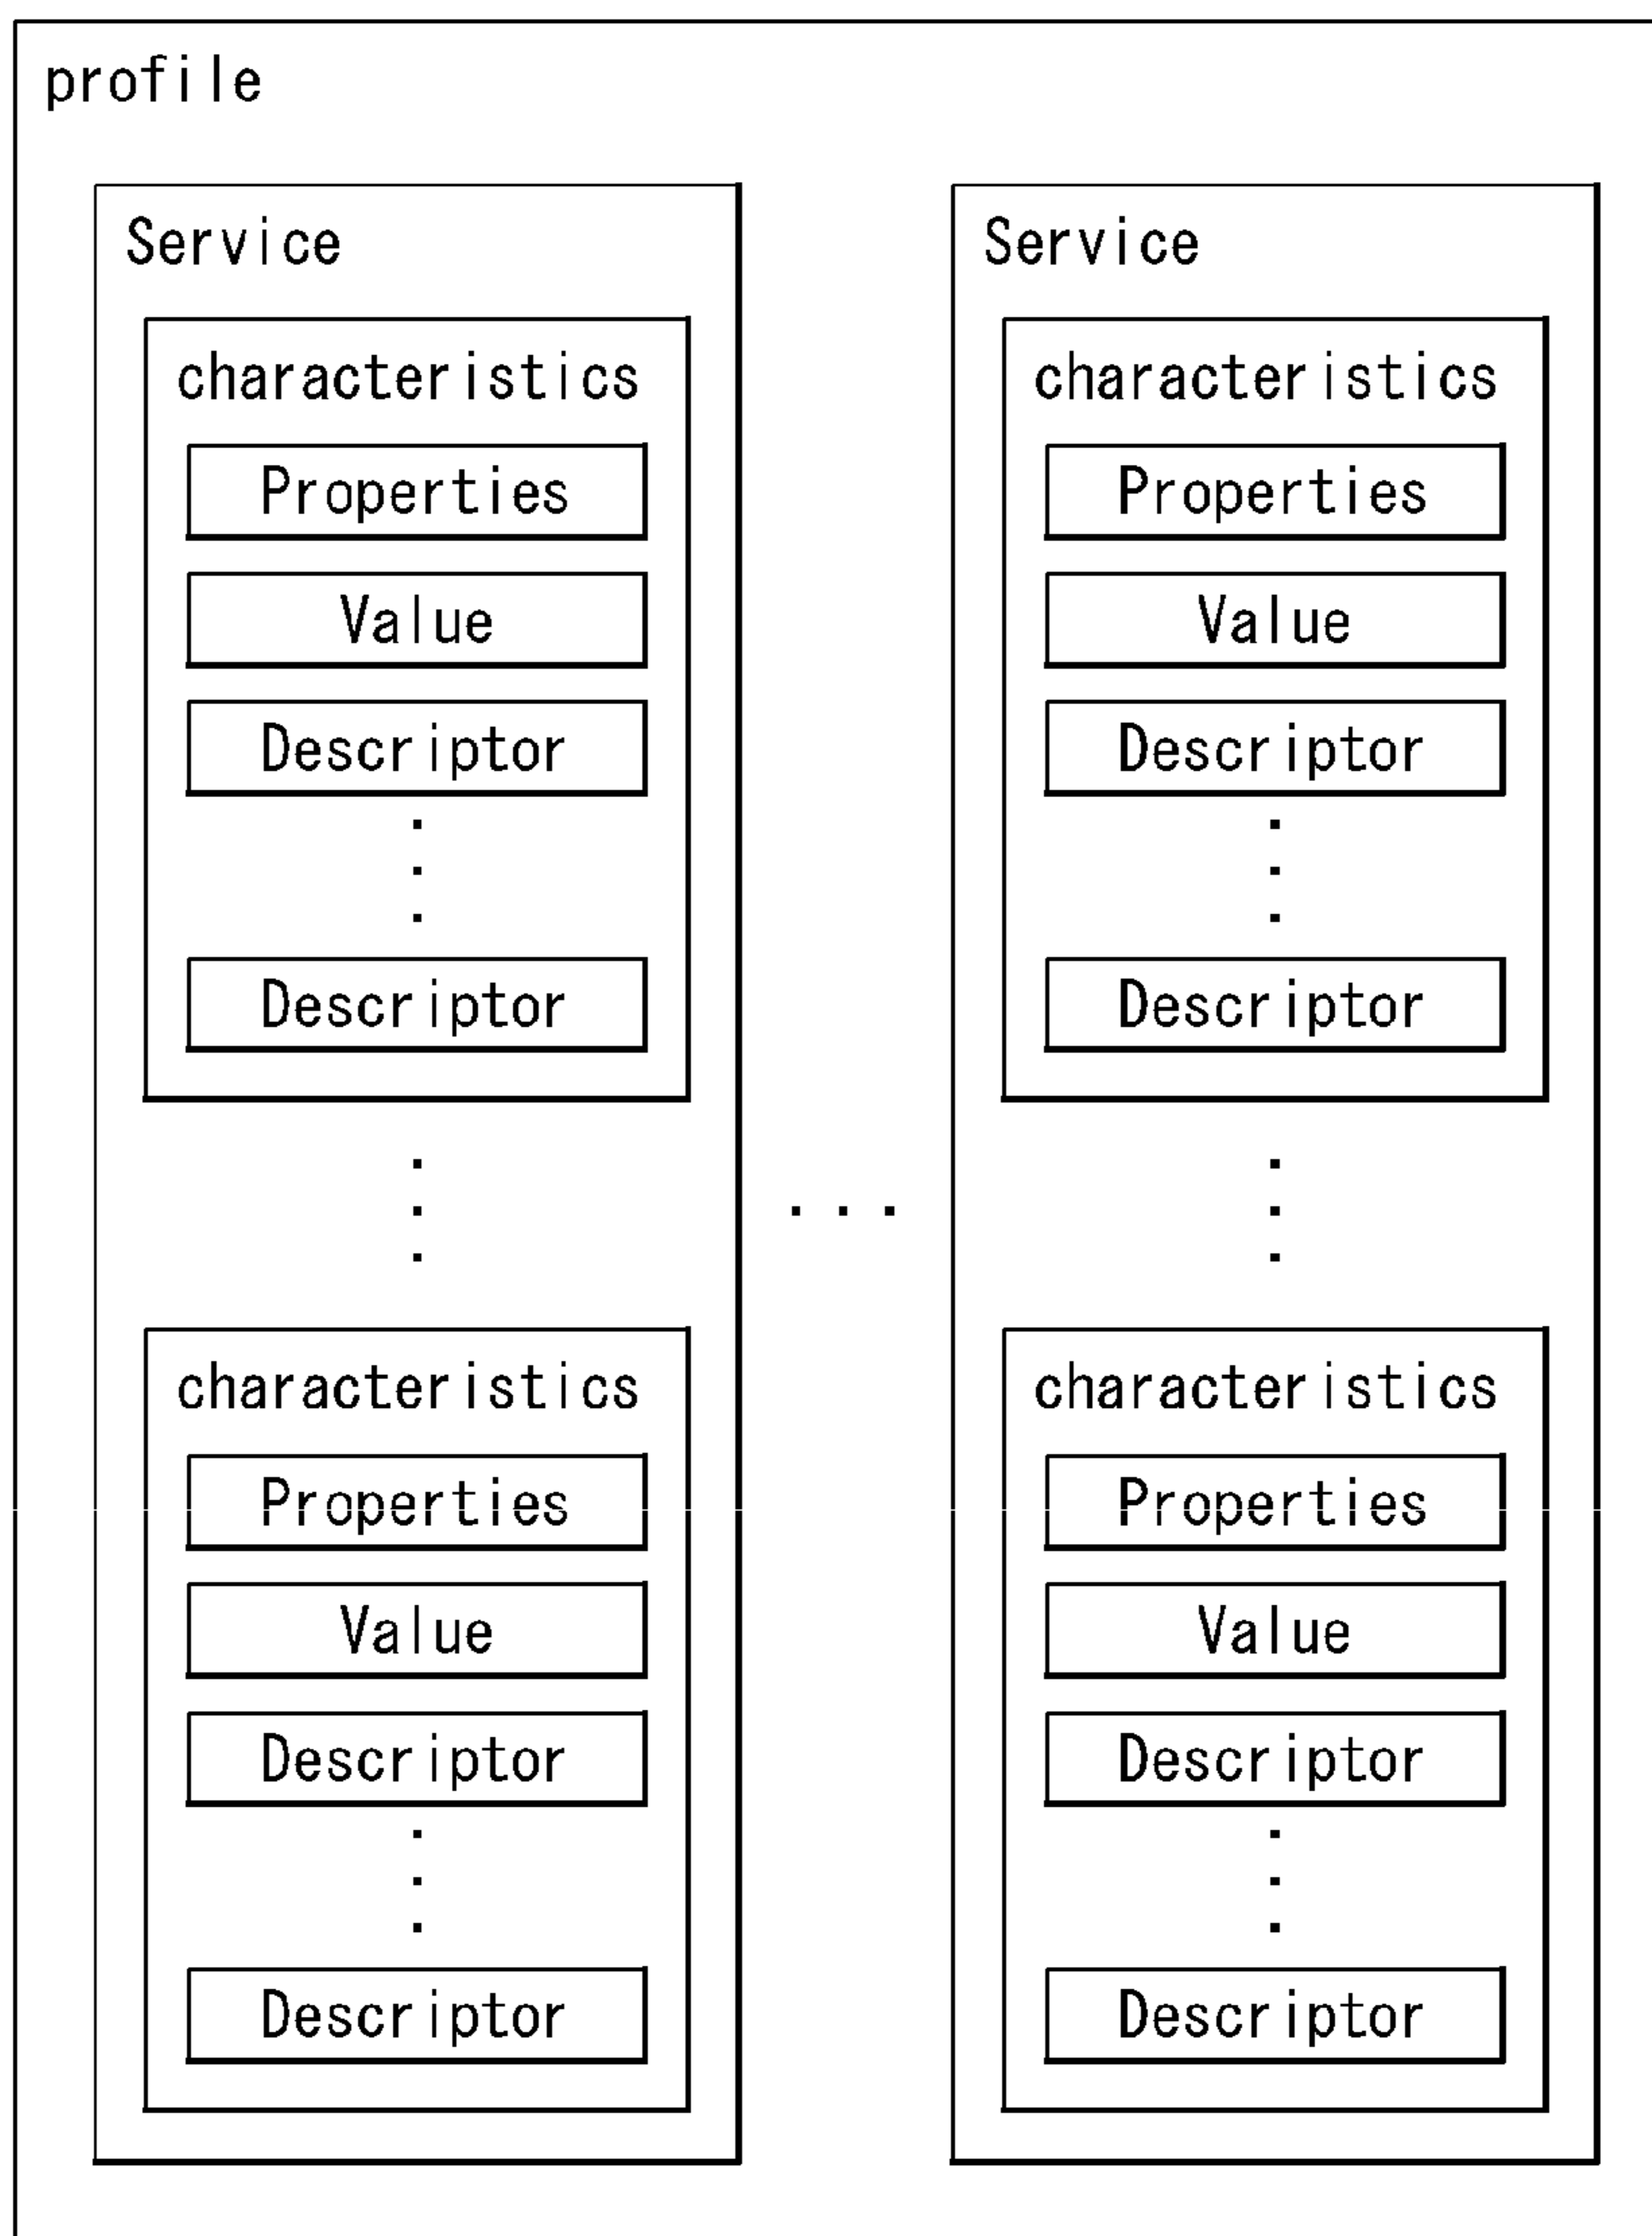 profile
Service
characteristics
Properties
Value
Descriptor
Descriptor
characteristics
Properties
Value
Descriptor
Descriptor
Service
characteristics
Properties
Value
Descriptor
Descriptor
characteristics
Properties
Value
Descriptor
Descriptor